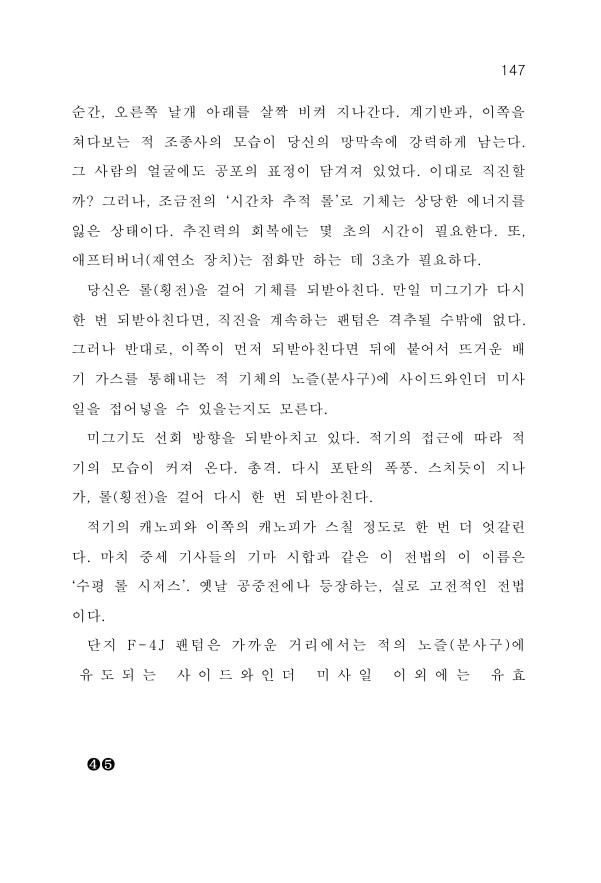 147
순간, 오른쪽 날개 아래를 살짝 비켜 지나간다. 계기반과, 이쪽을
쳐다보는 적 조종사의 모습이 당신의 망막속에 강력하게 남는다.
그 사람의 얼굴에도 공포의 표정이 담겨져 있었다. 이대로 직진할
까? 그러나, 조금전의 ‘시간차 추적 롤’로 기체는 상당한 에너지를
잃은 상태이다. 추진력의 회복에는 몇 초의 시간이 필요한다. 또,
애프터버너(재연소 장치)는 점화만 하는 데 3초가 필요하다.
당신은 롤(횡전)을 걸어 기체를 되받아친다. 만일 미그기가 다시
한 번 되받아친다면, 직진을 계속하는 팬텀은 격추될 수밖에 없다.
그러나 반대로, 이쪽이 먼저 되받아친다면 뒤에 붙어서 뜨거운 배
기 가스를 통해내는 적 기체의 노즐(분사구)에 사이드와인더 미사
일을 접어넣을 수 있을는지도 모른다.
미그기도 선회 방향을 되받아치고 있다. 적기의 접근에 따라 적
기의 모습이 커져 온다. 총격. 다시 포탄의 폭풍. 스치듯이 지나
가, 롤(횡전)을 걸어 다시 한 번 되받아친다.
적기의 캐노피와 이쪽의 캐노피가 스칠 정도로 한 번 더 엇갈린
다. 마치 중세 기사들의 기마 시합과 같은 이 전법의 이 이름은
‘수평 롤 시저스’. 옛날 공중전에나 등장하는, 실로 고전적인 전법
이다.
단지 F-4J 팬텀은 가까운 거리에서는 적의 노즐(분사구)에
유도되는 사이드와인더 미사일 이외에는 유효
❹❺